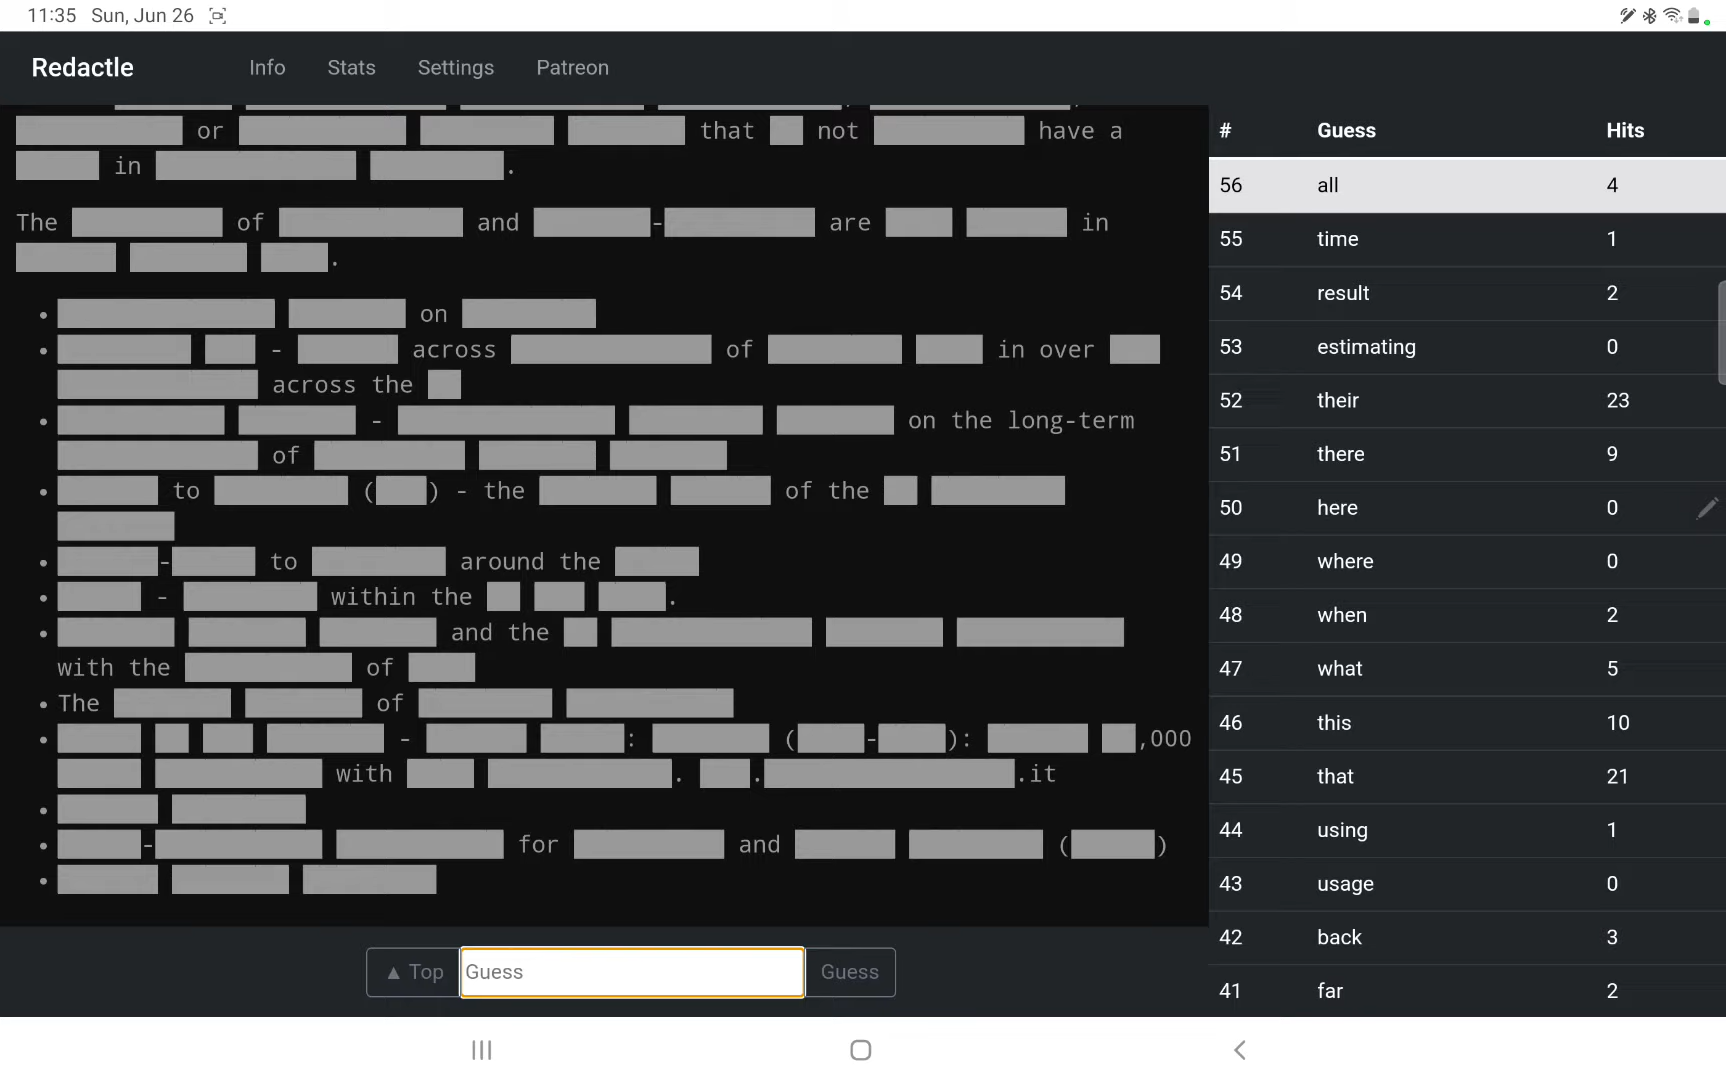 11:35 Sun, Jun 26
Redactle Info Stats Settings Patreon
or that not have a
in .
The of and - are in
.
• on
• - across of in over
across the
• - on the long-term
of
• to ( ) - the of the
• - to around the
• - within the .
• and the
with the of
• The of
• - : ( - ): ,000
with . . .it
•
• - for and ( )
•
▲ Top Guess Guess
# Guess Hits
56 all 4
55 time 1
54 result 2
53 estimating 0
52 their 23
51 there 9
50 here 0
49 where 0
48 when 2
47 what 5
46 this 10
45 that 21
44 using 1
43 usage 0
42 back 3
41 far 2